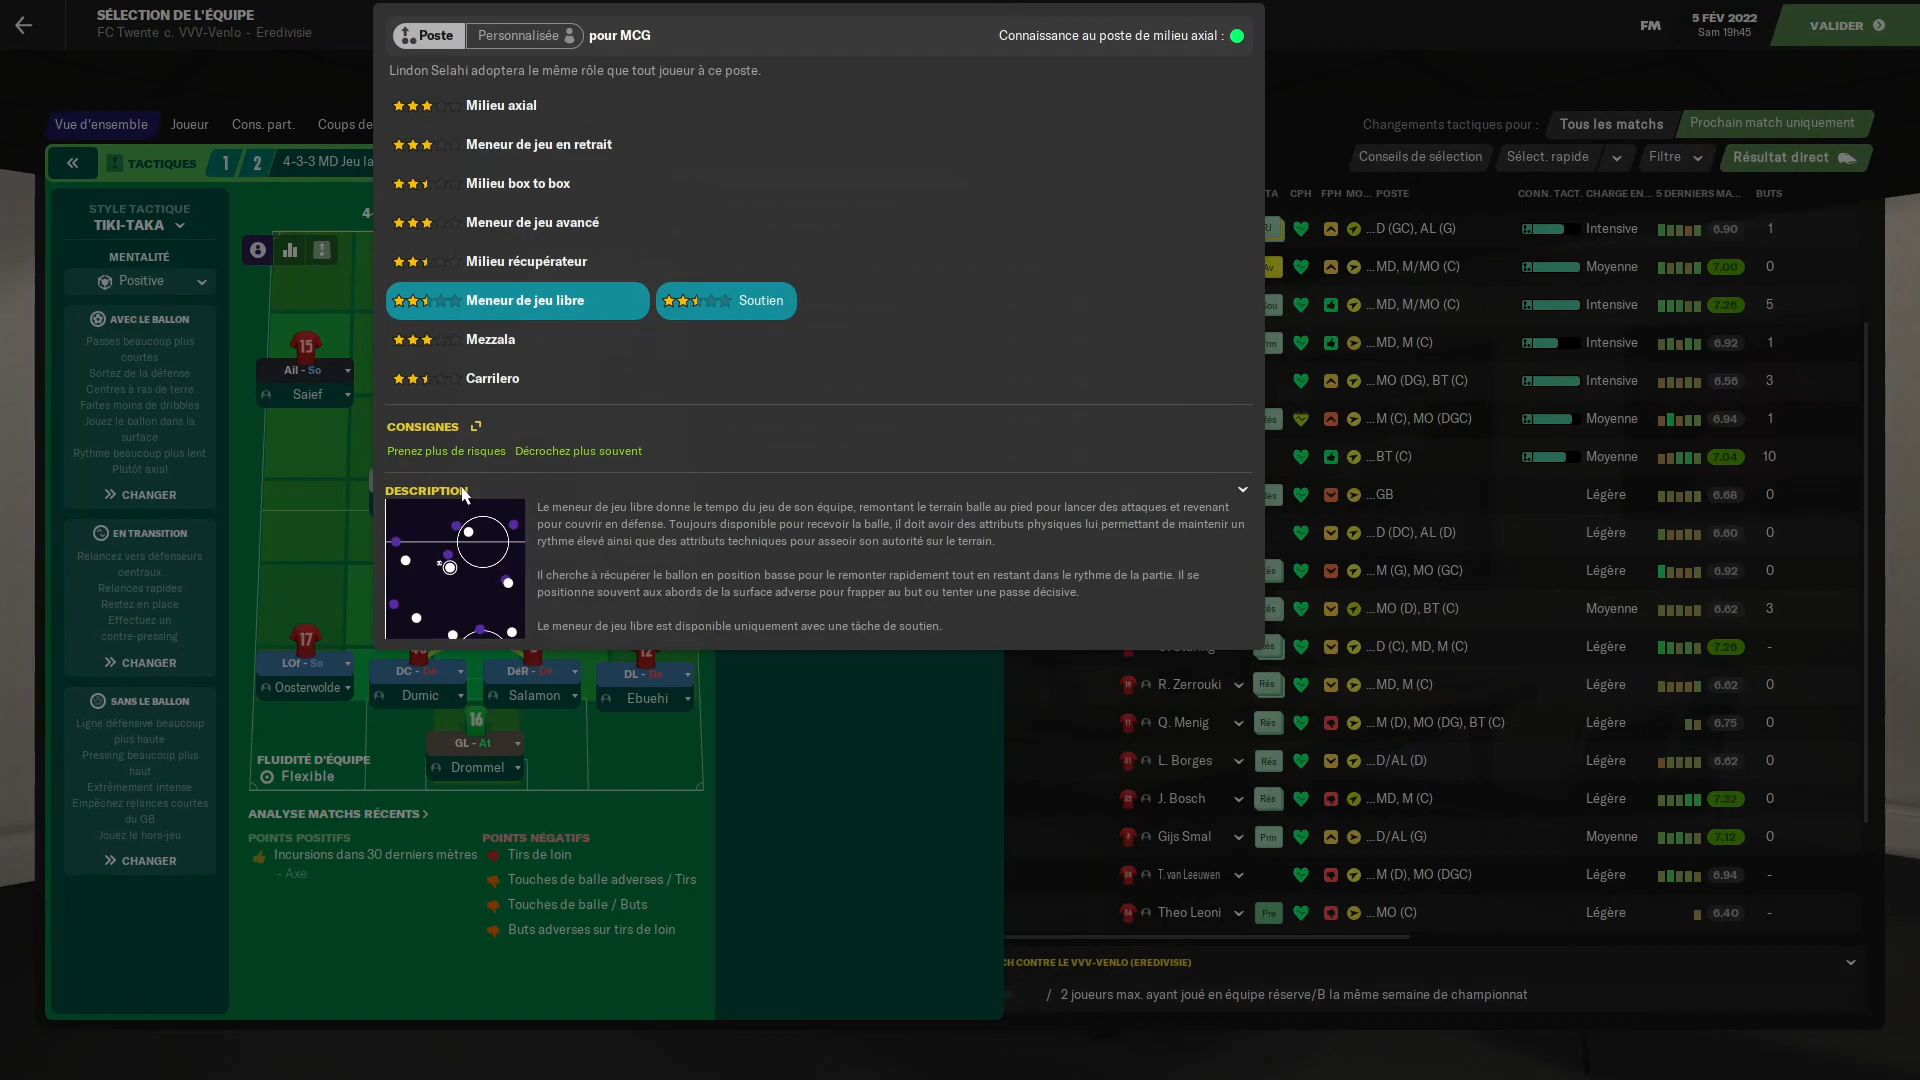 SÉLECTION DE L'ÉQUIPE
FC Twente c. VVV-Venlo - Eredivisie
FM
5 FÉV 2022
Sam 19h45
VALIDER
Poste
Personnalisée
pour MCG
Connaissance au poste de milieu axial :
Lindon Selahi adoptera le même rôle que tout joueur à ce poste.
Milieu axial
Meneur de jeu en retrait
Milieu box to box
Meneur de jeu avancé
Milieu récupérateur
Meneur de jeu libre
Soutien
Mezzala
Carrilero
CONSIGNES
Prenez plus de risques Décrochez plus souvent
DESCRIPTION
Le meneur de jeu libre donne le tempo du jeu de son équipe, remontant le terrain balle au pied pour lancer des attaques et revenant
pour couvrir en défense. Toujours disponible pour recevoir la balle, il doit avoir des attributs physiques lui permettant de maintenir un
rythme élevé ainsi que des attributs techniques pour asseoir son autorité sur le terrain.
Il cherche à récupérer le ballon en position basse pour le remonter rapidement tout en restant dans le rythme de la partie. Il se
positionne souvent aux abords de la surface adverse pour frapper au but ou tenter une passe décisive.
Le meneur de jeu libre est disponible uniquement avec une tâche de soutien.
Vue d'ensemble
Joueur
Cons. part.
Coups de
TACTIQUES
1
2
4-3-3 MD Jeu la
STYLE TACTIQUE
TIKI-TAKA
MENTALITÉ
Positive
AVEC LE BALLON
Passes beaucoup plus
courtes
Sortez de la défense
Centres à ras de terre
Faites moins de dribbles
Jouez le ballon dans la
surface
Rythme beaucoup plus lent
Plutôt axial
CHANGER
EN TRANSITION
Relancez vers défenseurs
centraux
Relances rapides
Restez en place
Effectuez un
contre-pressing
CHANGER
SANS LE BALLON
Ligne défensive beaucoup
plus haute
Pressing beaucoup plus
haut
Extrêmement intense
Empêchez relances courtes
du GB
Jouez le hors-jeu
CHANGER
4-
15
Ail - So
Saief
17
LOf - So
Oosterwolde
DC - Dé
Dumic
DéR - Dé
Salamon
12
DL - Dé
Ebuehi
16
GL - At
Drommel
FLUIDITÉ D'ÉQUIPE
Flexible
ANALYSE MATCHS RÉCENTS
POINTS POSITIFS
Incursions dans 30 derniers mètres
- Axe
POINTS NÉGATIFS
Tirs de loin
Touches de balle adverses / Tirs
Touches de balle / Buts
Buts adverses sur tirs de loin
Changements tactiques pour :
Tous les matchs
Prochain match uniquement
Conseils de sélection
Sélect. rapide
Filtre
Résultat direct
TA CPH FPH MO... POSTE CONN. TACT. CHARGE EN... 5 DERNIERS MA... BUTS
...D (GC), AL (G) Intensive 6.90 1
Av ...MD, M/MO (C) Moyenne 7.00 0
Sou ...MD, M/MO (C) Intensive 7.26 5
Prm ...MD, M (C) Intensive 6.92 1
...MO (DG), BT (C) Intensive 6.56 3
Rés ...M (C), MO (DGC) Moyenne 6.94 1
...BT (C) Moyenne 7.04 10
Rés ...GB Légère 6.68 0
...D (DC), AL (D) Légère 6.60 0
Rés ...M (G), MO (GC) Légère 6.92 0
Rés ...MO (D), BT (C) Moyenne 6.62 3
Rés ...D (C), MD, M (C) Légère 7.26 -
R. Zerrouki Rés ...MD, M (C) Légère 6.62 0
Q. Menig Rés ...M (D), MO (DG), BT (C) Légère 6.75 0
L. Borges Rés ...D/AL (D) Légère 6.62 0
J. Bosch Rés ...MD, M (C) Légère 7.32 0
Gijs Smal Prm ...D/AL (G) Moyenne 7.12 0
T. van Leeuwen ...M (D), MO (DGC) Légère 6.94 -
Theo Leoni Pre ...MO (C) Légère 6.40 -
CH CONTRE LE VVV-VENLO (EREDIVISIE)
/ 2 joueurs max. ayant joué en équipe réserve/B la même semaine de championnat